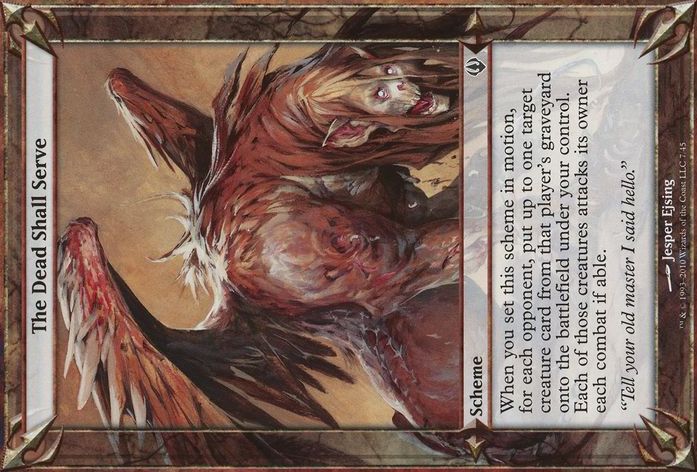 The Dead Shall Serve
Scheme
When you set this scheme in motion,
for each opponent, put up to one target
creature card from that player's graveyard
onto the battlefield under your control.
Each of those creatures attacks its owner
each combat if able.
"Tell your old master I said hello."
Jesper Ejsing
™ & © 1993–2010 Wizards of the Coast LLC 7/45